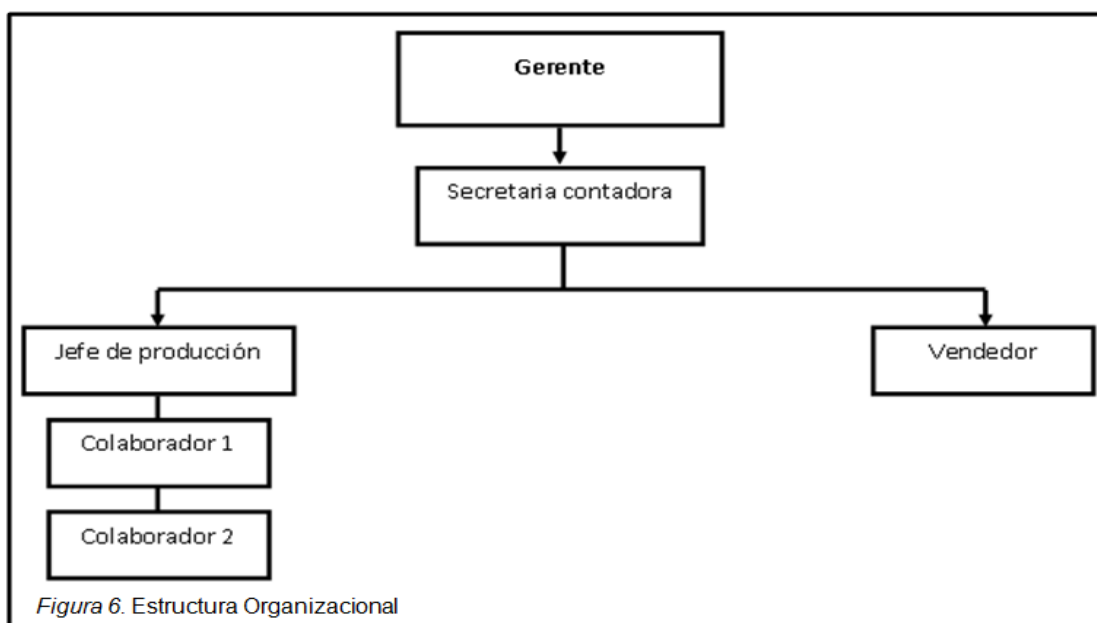 Gerente
Secretaria contadora
Jefe de producción
Vendedor
Colaborador 1
Colaborador 2
Figura 6. Estructura Organizacional